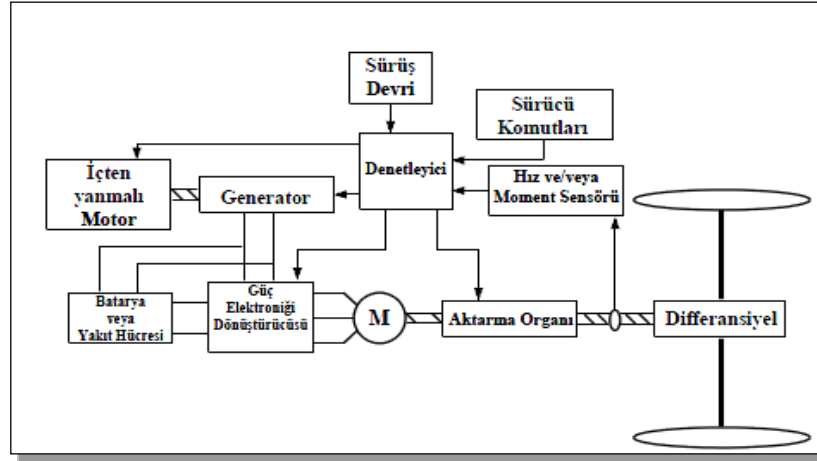 Sürüş
Devri
Sürücü
Komutları
Denetleyici
İçten
yanmalı
Motor
Generator
Hız ve/veya
Moment Sensörü
Batarya
veya
Yakıt Hücresi
Güç
Elektroniği
Dönüştürücüsü
M
Aktarma Organı
Differansiyel